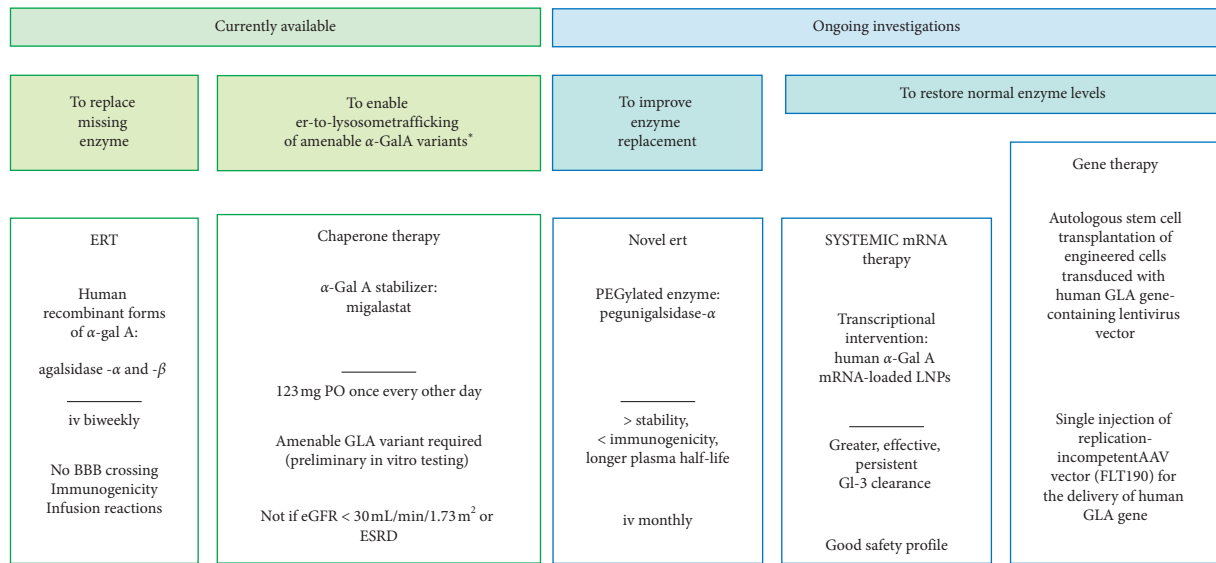 Currently available
Ongoing investigations
To replace
missing
enzyme
To enable
er-to-lysosometrafficking
of amenable α-GalA variants*
To improve
enzyme
replacement
To restore normal enzyme levels
ERT
Human
recombinant forms
of α-gal A:
agalsidase -α and -β
iv biweekly
No BBB crossing
Immunogenicity
Infusion reactions
Chaperone therapy
α-Gal A stabilizer:
migalastat
123 mg PO once every other day
Amenable GLA variant required
(preliminary in vitro testing)
Not if eGFR < 30 mL/min/1.73 m² or
ESRD
Novel ert
PEGylated enzyme:
pegunigalsidase-α
> stability,
< immunogenicity,
longer plasma half-life
iv monthly
SYSTEMIC mRNA
therapy
Transcriptional
intervention:
human α-Gal A
mRNA-loaded LNPs
Greater, effective,
persistent
Gl-3 clearance
Good safety profile
Gene therapy
Autologous stem cell
transplantation of
engineered cells
transduced with
human GLA gene-
containing lentivirus
vector
Single injection of
replication-
incompetentAAV
vector (FLT190) for
the delivery of human
GLA gene